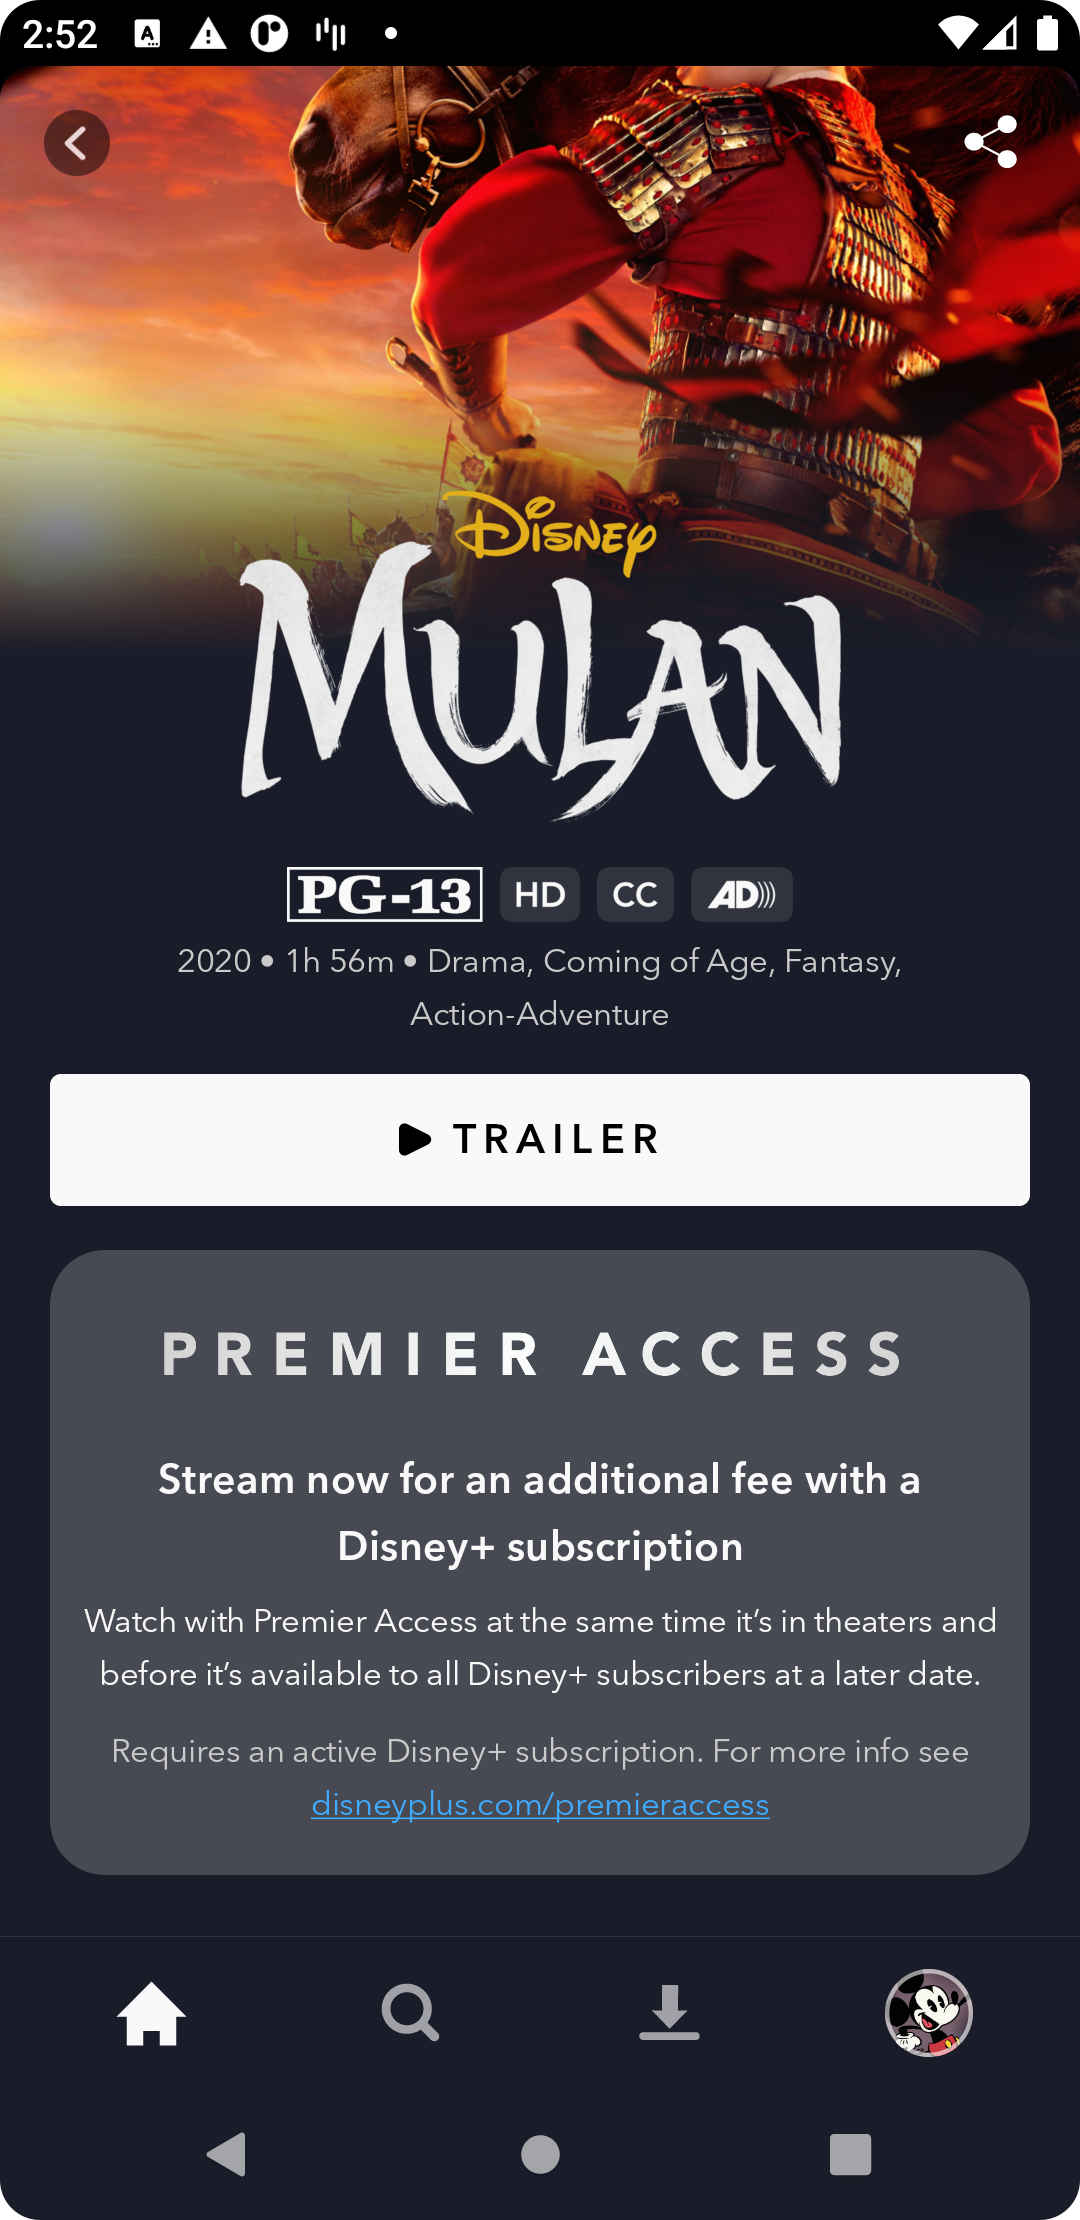 2:52
Disney
MULAN
PG-13 HD CC AD
2020 • 1h 56m • Drama, Coming of Age, Fantasy,
Action-Adventure
TRAILER
PREMIER ACCESS
Stream now for an additional fee with a
Disney+ subscription
Watch with Premier Access at the same time it’s in theaters and
before it’s available to all Disney+ subscribers at a later date.
Requires an active Disney+ subscription. For more info see
disneyplus.com/premieraccess